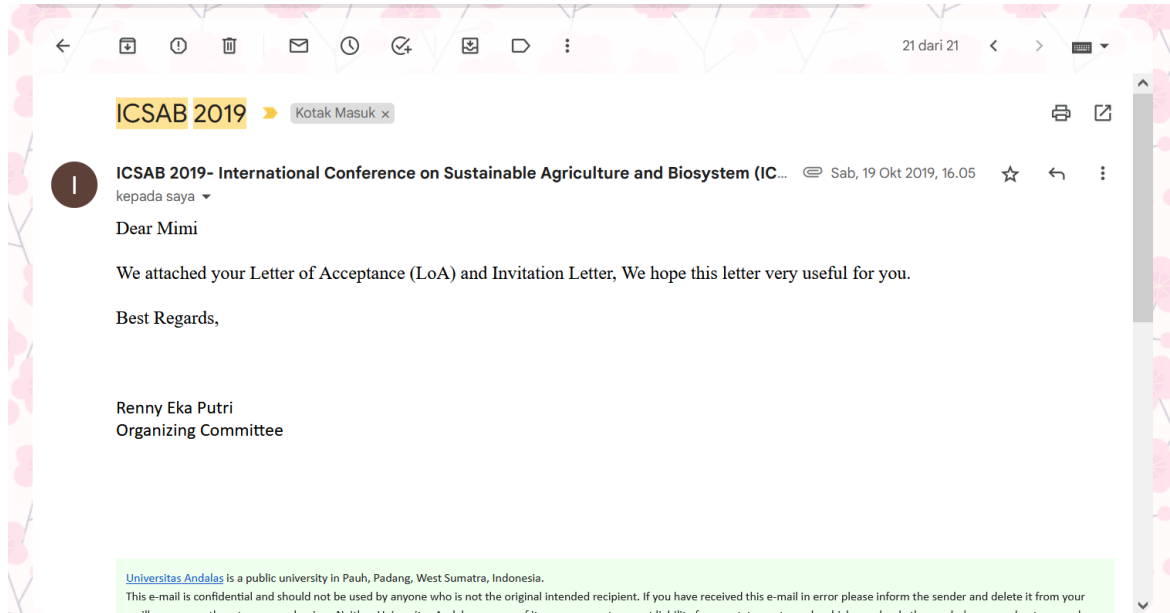 21 dari 21
ICSAB 2019 Kotak Masuk ×
I
ICSAB 2019- International Conference on Sustainable Agriculture and Biosystem (IC... Sab, 19 Okt 2019, 16.05
kepada saya
Dear Mimi
We attached your Letter of Acceptance (LoA) and Invitation Letter, We hope this letter very useful for you.
Best Regards,
Renny Eka Putri
Organizing Committee
Universitas Andalas is a public university in Pauh, Padang, West Sumatra, Indonesia.
This e-mail is confidential and should not be used by anyone who is not the original intended recipient. If you have received this e-mail in error please inform the sender and delete it from your